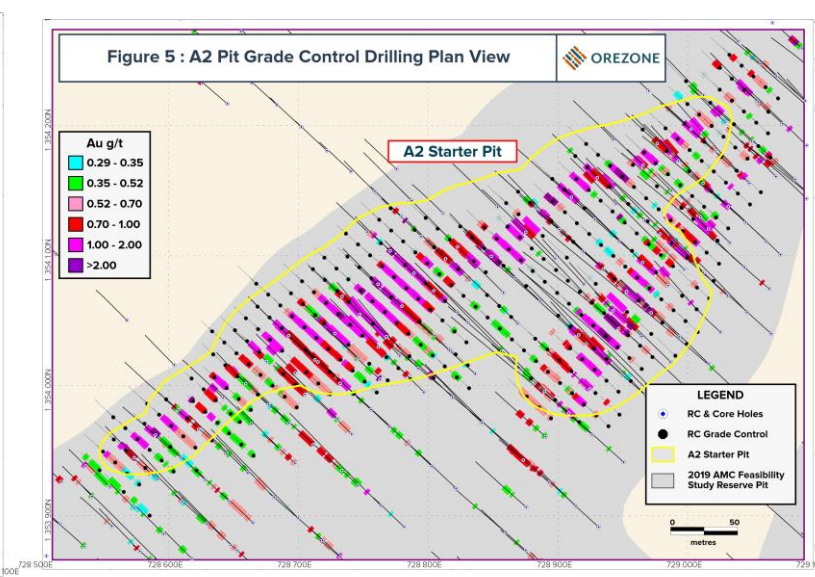 Figure 5 : A2 Pit Grade Control Drilling Plan View
OREZONE
A2 Starter Pit
Au g/t
0.29 - 0.35
0.35 - 0.52
0.52 - 0.70
0.70 - 1.00
1.00 - 2.00
>2.00
1 354 200N
1 354 100N
1 354 000N
1 353 900N
LEGEND
RC & Core Holes
RC Grade Control
A2 Starter Pit
2019 AMC Feasibility
Study Reserve Pit
0 50
metres
100E
728 500E
728 600E
728 700E
728 800E
728 900E
729 000E
729 1